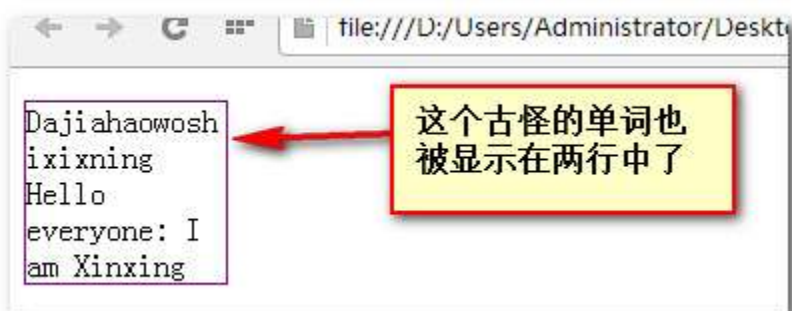 file:///D:/Users/Administrator/Deskt
Dajiahaowosh
ixixning
Hello
everyone: I
am Xinxing
这个古怪的单词也
被显示在两行中了